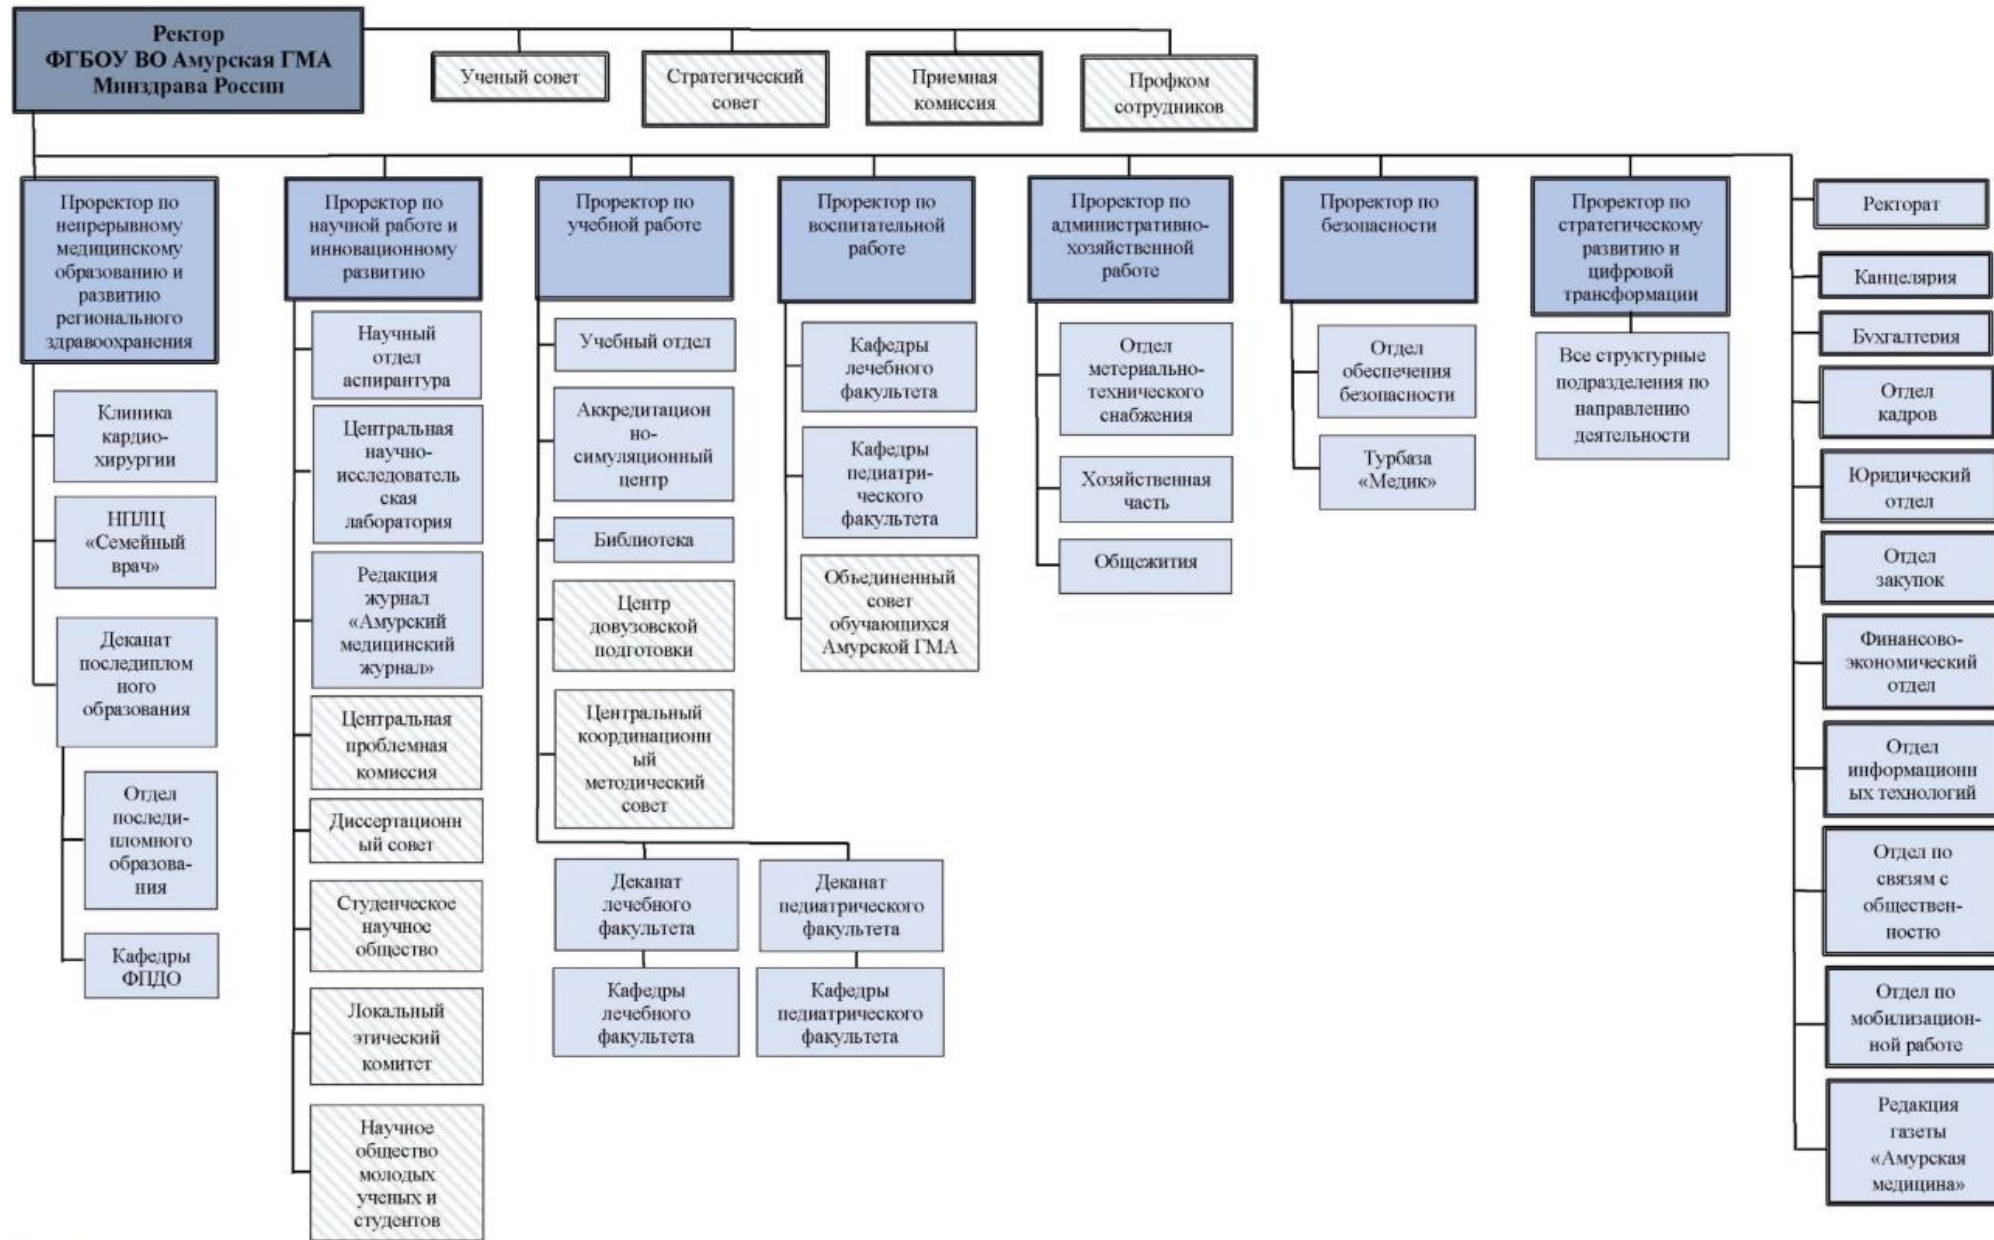 Ректор
ФГБОУ ВО Амурская ГМА
Минздрава России
Ученый совет
Стратегический
совет
Приемная
комиссия
Профком
сотрудников
Проректор по
непрерывному
медицинскому
образованию и
развитию
регионального
здравоохранения
Клиника
кардио-
хирургии
НПЛЦ
«Семейный
врач»
Деканат
последиплом
ного
образования
Отдел
последи-
пломного
образова-
ния
Кафедры
ФПДО
Проректор по
научной работе и
инновационному
развитию
Научный
отдел
аспирантура
Центральная
научно-
исследователь
ская
лаборатория
Редакция
журнал
«Амурский
медицинский
журнал»
Центральная
проблемная
комиссия
Диссертационн
ый совет
Студенческое
научное
общество
Локальный
этический
комитет
Научное
общество
молодых
ученых и
студентов
Проректор по
учебной работе
Учебный отдел
Аккредитацион
но-
симуляционный
центр
Библиотека
Центр
довузовской
подготовки
Центральный
координационн
ый
методический
совет
Деканат
лечебного
факультета
Кафедры
лечебного
факультета
Деканат
педиатрического
факультета
Кафедры
педиатрического
факультета
Проректор по
воспитательной
работе
Кафедры
лечебного
факультета
Кафедры
педиатри-
ческого
факультета
Объединенный
совет
обучающихся
Амурской ГМА
Проректор по
административно-
хозяйственной
работе
Отдел
метериально-
технического
снабжения
Хозяйственная
часть
Общежития
Проректор по
безопасности
Отдел
обеспечения
безопасности
Турбаза
«Медик»
Проректор по
стратегическому
развитию и
цифровой
трансформации
Все структурные
подразделения по
направлению
деятельности
Ректорат
Канцелярия
Бухгалтерия
Отдел
кадров
Юридический
отдел
Отдел
закупок
Финансово-
экономический
отдел
Отдел
информационн
ых технологий
Отдел по
связям с
обществен-
ностю
Отдел по
мобилизацион-
ной работе
Редакция
газеты
«Амурская
медицина»